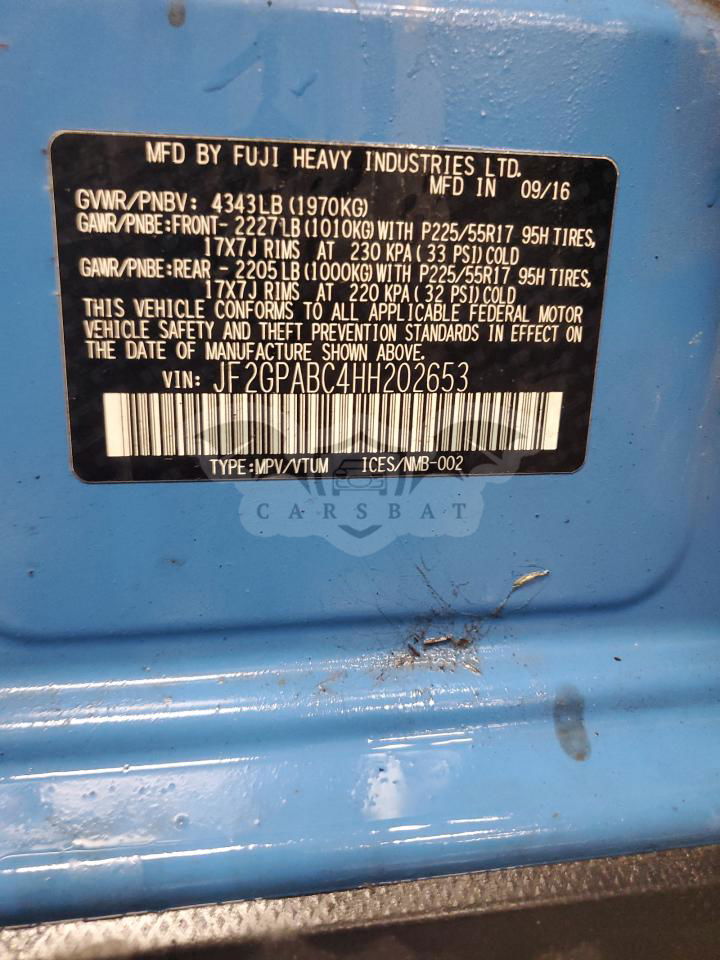 MFD BY FUJI HEAVY INDUSTRIES LTD.
MFD IN 09/16
GVWR/PNBV: 4343LB (1970KG)
GAWR/PNBE:FRONT- 2227LB (1010KG) WITH P225/55R17 95H TIRES,
17X7J RIMS AT 230 KPA (33 PSI) COLD
GAWR/PNBE:REAR - 2205LB (1000KG) WITH P225/55R17 95H TIRES,
17X7J RIMS AT 220 KPA (32 PSI) COLD
THIS VEHICLE CONFORMS TO ALL APPLICABLE FEDERAL MOTOR
VEHICLE SAFETY AND THEFT PREVENTION STANDARDS IN EFFECT ON
THE DATE OF MANUFACTURE SHOWN ABOVE.
VIN: JF2GPABC4HH202653
TYPE:MPV/VTUM ICES/NMB-002
CARSBAT